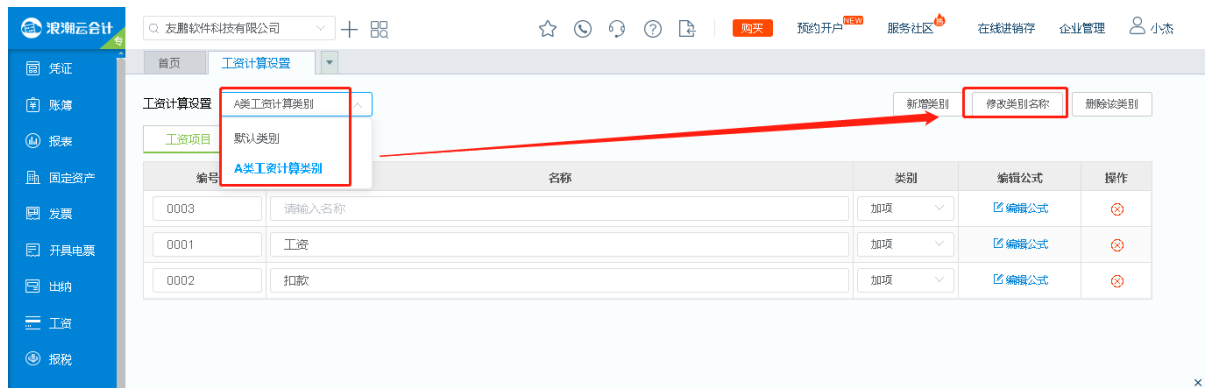 浪潮云会计
专
友鹏软件科技有限公司
购买
预约开户
NEW
服务社区
在线进销存
企业管理
小杰
凭证
账簿
报表
固定资产
发票
开具电票
出纳
工资
报税
首页
工资计算设置
工资计算设置
A类工资计算类别
默认类别
A类工资计算类别
新增类别
修改类别名称
删除该类别
工资项目
编号 名称 类别 编辑公式 操作
0003 请输入名称 加项 编辑公式
0001 工资 加项 编辑公式
0002 扣款 加项 编辑公式